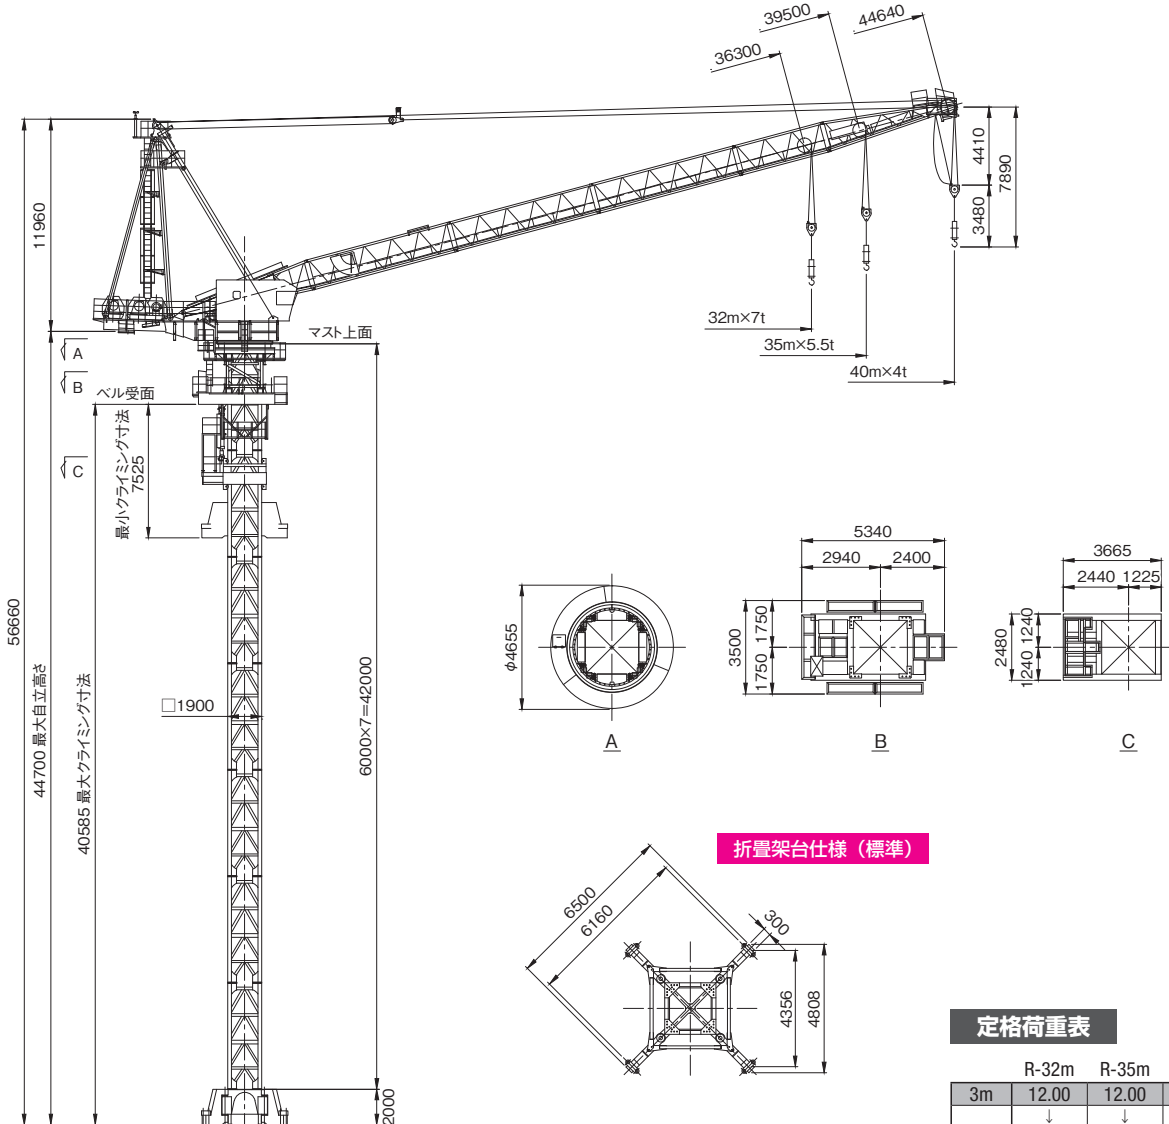 39500
44640
36300
4410
7890
3480
11960
マスト上面
A
B
ベル受面
最小クライミング寸法
7525
C
32m×7t
35m×5.5t
40m×4t
56660
44700 最大自立高さ
40585 最大クライミング寸法
□1900
6000×7=42000
2000
φ4655
A
5340
2940
2400
3500
1750
1750
B
3665
2440
1225
2480
1240
1240
C
折畳架台仕様（標準）
6500
6160
300
4356
4808
定格荷重表
R-32m R-35m
3m 12.00 12.00
↓ ↓